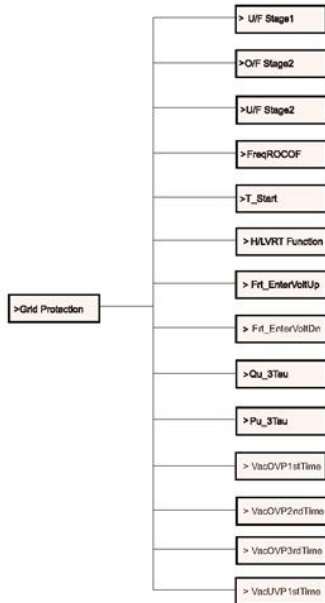 > U/F Stage1
>O/F Stage2
>U/F Stage2
>FreqROCOF
>T_Start
> H/LVRT Function
>Grid Protection
> Frt_EnterVoltUp
> Frt_EnterVoltDn
>Qu_3Tau
>Pu_3Tau
> VacOVP1stTime
> VacOVP2ndTime
> VacOVP3rdTime
> VacUVP1stTime